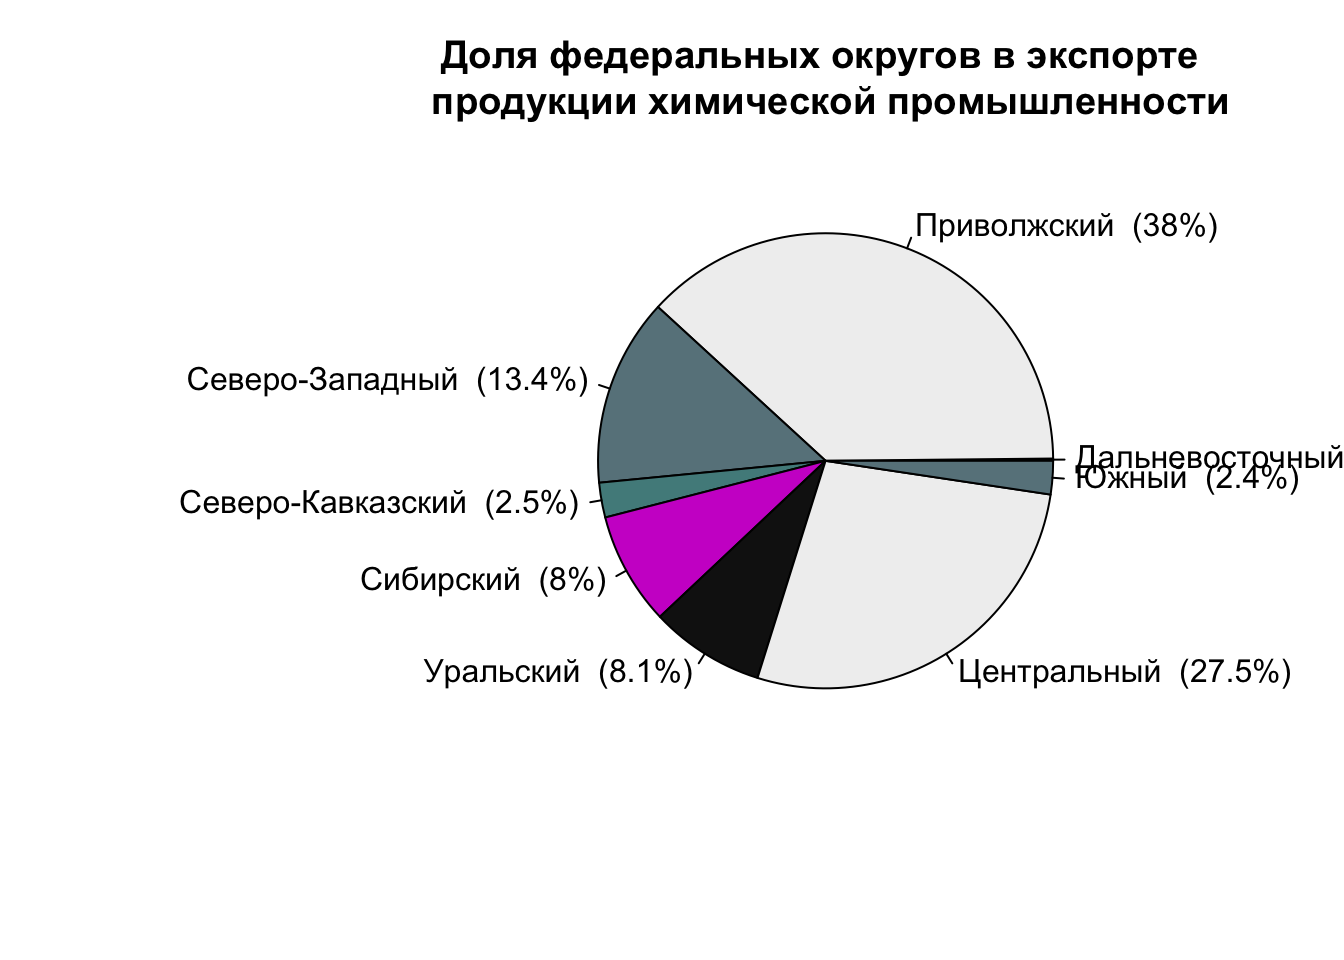 Доля федеральных округов в экспорте
продукции химической промышленности
Приволжский (38%)
Северо-Западный (13.4%)
Дальневосточный
Южный (2.4%)
Северо-Кавказский (2.5%)
Сибирский (8%)
Уральский (8.1%)
Центральный (27.5%)